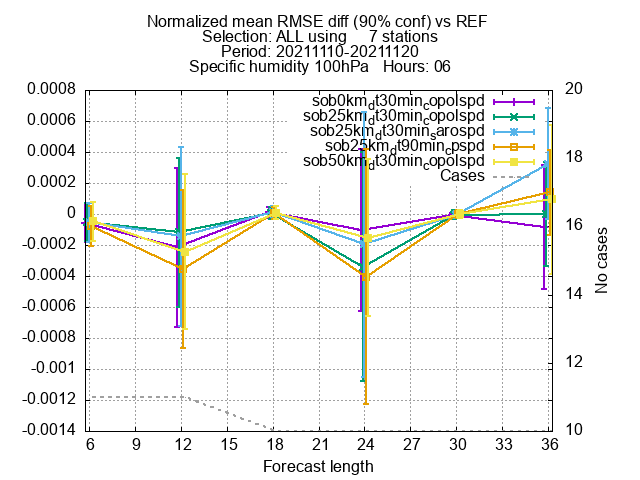 Normalized mean RMSE diff (90% conf) vs REF
Selection: ALL using 7 stations
Period: 20211110-20211120
Specific humidity 100hPa Hours: 06
0.0008
0.0006
0.0004
0.0002
0
-0.0002
-0.0004
-0.0006
-0.0008
-0.001
-0.0012
-0.0014
sob0km_dt30min_copolspd
sob25km_dt30min_copolspd
sob25km_dt30min_sarospd
sob25km_dt90min_cpspd
sob50km_dt30min_copolspd
Cases
20
18
16
14
12
10
No cases
6 9 12 15 18 21 24 27 30 33 36
Forecast length